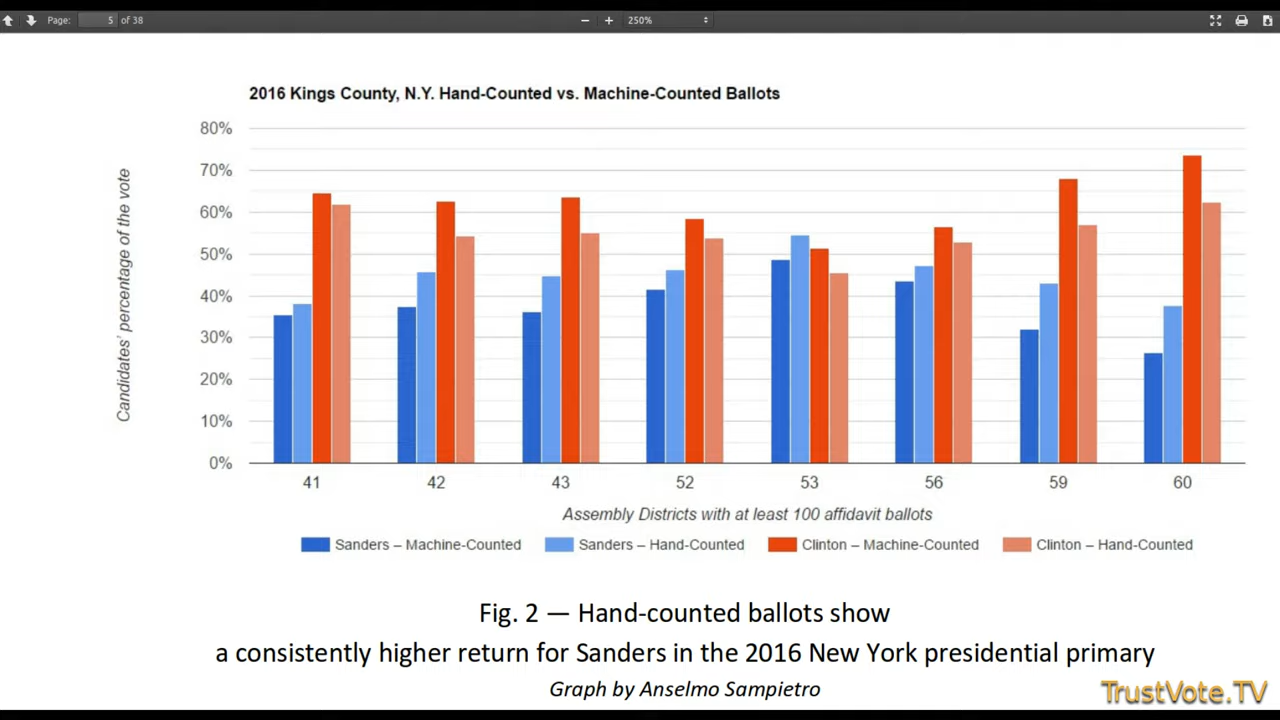 Page: 5 of 38
250%
2016 Kings County, N.Y. Hand-Counted vs. Machine-Counted Ballots
Candidates' percentage of the vote
80%
70%
60%
50%
40%
30%
20%
10%
0%
41 42 43 52 53 56 59 60
Assembly Districts with at least 100 affidavit ballots
Sanders – Machine-Counted Sanders – Hand-Counted Clinton – Machine-Counted Clinton – Hand-Counted
Fig. 2 — Hand-counted ballots show
a consistently higher return for Sanders in the 2016 New York presidential primary
Graph by Anselmo Sampietro
TrustVote.TV